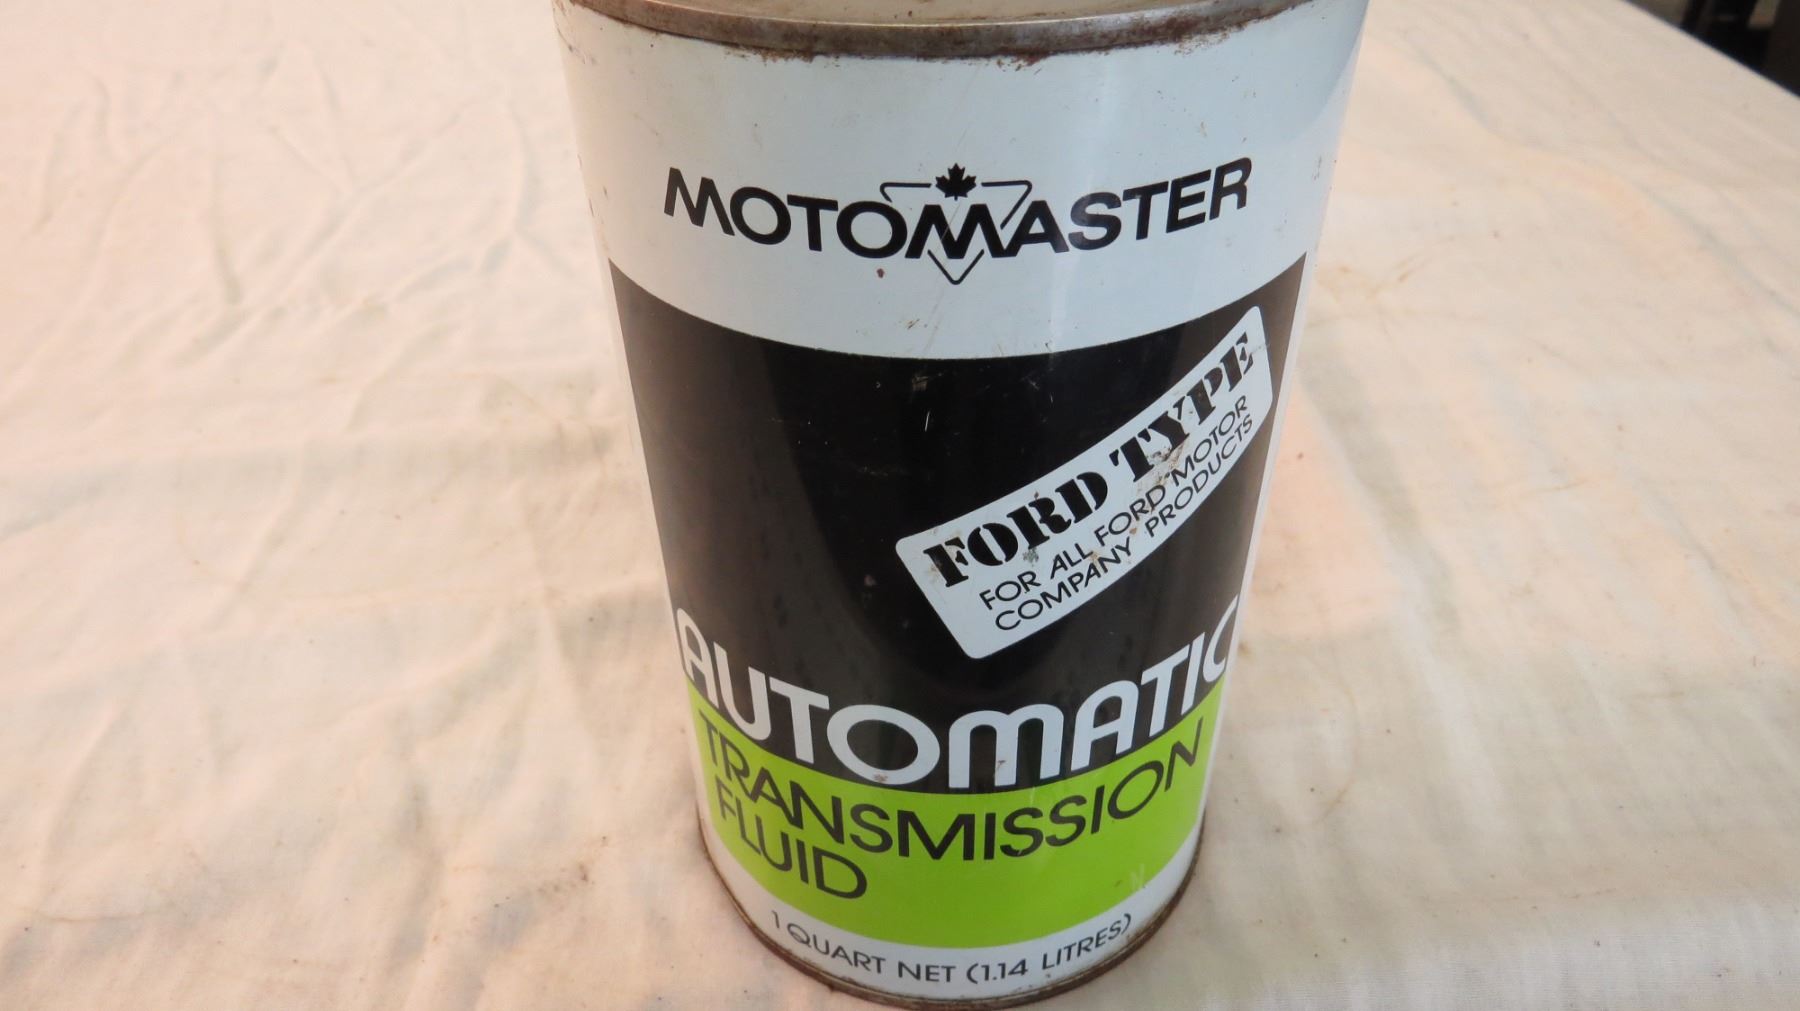 MOTOMASTER
FORD TYPE
FOR ALL FORD MOTOR
COMPANY PRODUCTS
AUTOMATIC
TRANSMISSION
FLUID
1 QUART NET (1.14 LITRES)